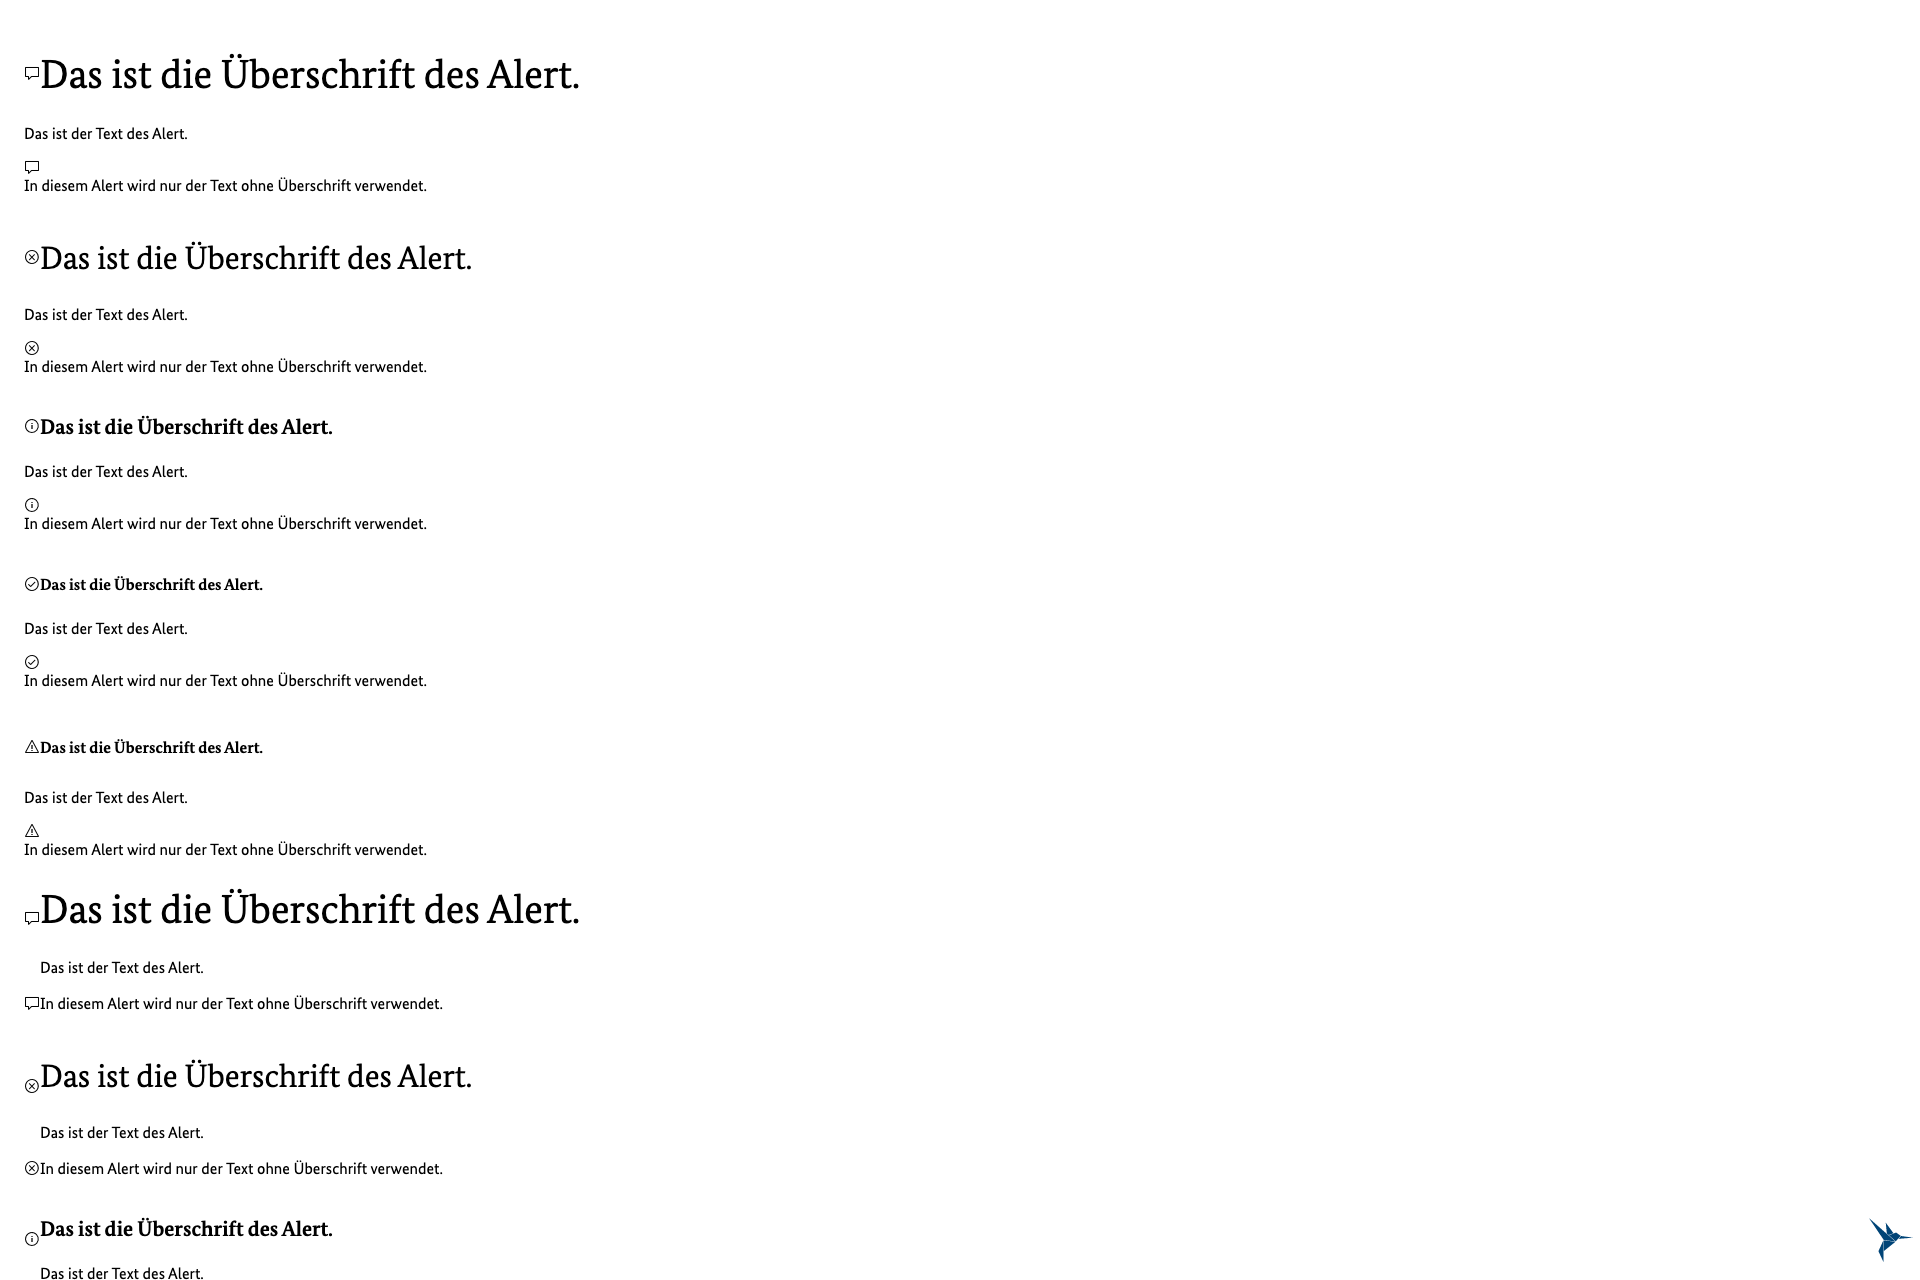 Das ist die Überschrift des Alert.
Das ist der Text des Alert.
In diesem Alert wird nur der Text ohne Überschrift verwendet.
Das ist die Überschrift des Alert.
Das ist der Text des Alert.
In diesem Alert wird nur der Text ohne Überschrift verwendet.
Das ist die Überschrift des Alert.
Das ist der Text des Alert.
In diesem Alert wird nur der Text ohne Überschrift verwendet.
Das ist die Überschrift des Alert.
Das ist der Text des Alert.
In diesem Alert wird nur der Text ohne Überschrift verwendet.
Das ist die Überschrift des Alert.
Das ist der Text des Alert.
In diesem Alert wird nur der Text ohne Überschrift verwendet.
Das ist die Überschrift des Alert.
Das ist der Text des Alert.
In diesem Alert wird nur der Text ohne Überschrift verwendet.
Das ist die Überschrift des Alert.
Das ist der Text des Alert.
In diesem Alert wird nur der Text ohne Überschrift verwendet.
Das ist die Überschrift des Alert.
Das ist der Text des Alert.